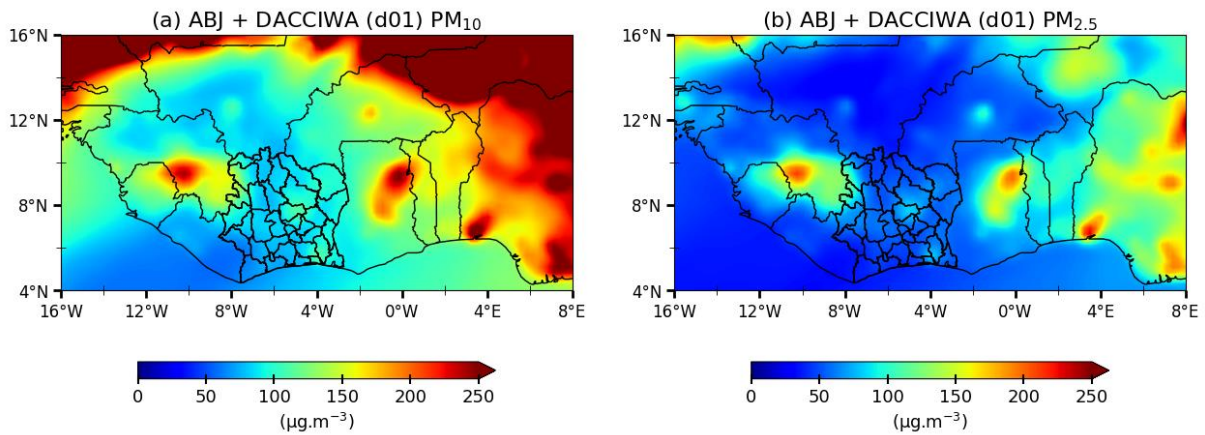 (a) ABJ + DACCIWA (d01) PM₁₀
(b) ABJ + DACCIWA (d01) PM₂.₅
16°N
12°N
8°N
4°N
16°W 12°W 8°W 4°W 0°W 4°E 8°E
16°N
12°N
8°N
4°N
16°W 12°W 8°W 4°W 0°W 4°E 8°E
0 50 100 150 200 250
(µg.m⁻³)
0 50 100 150 200 250
(µg.m⁻³)